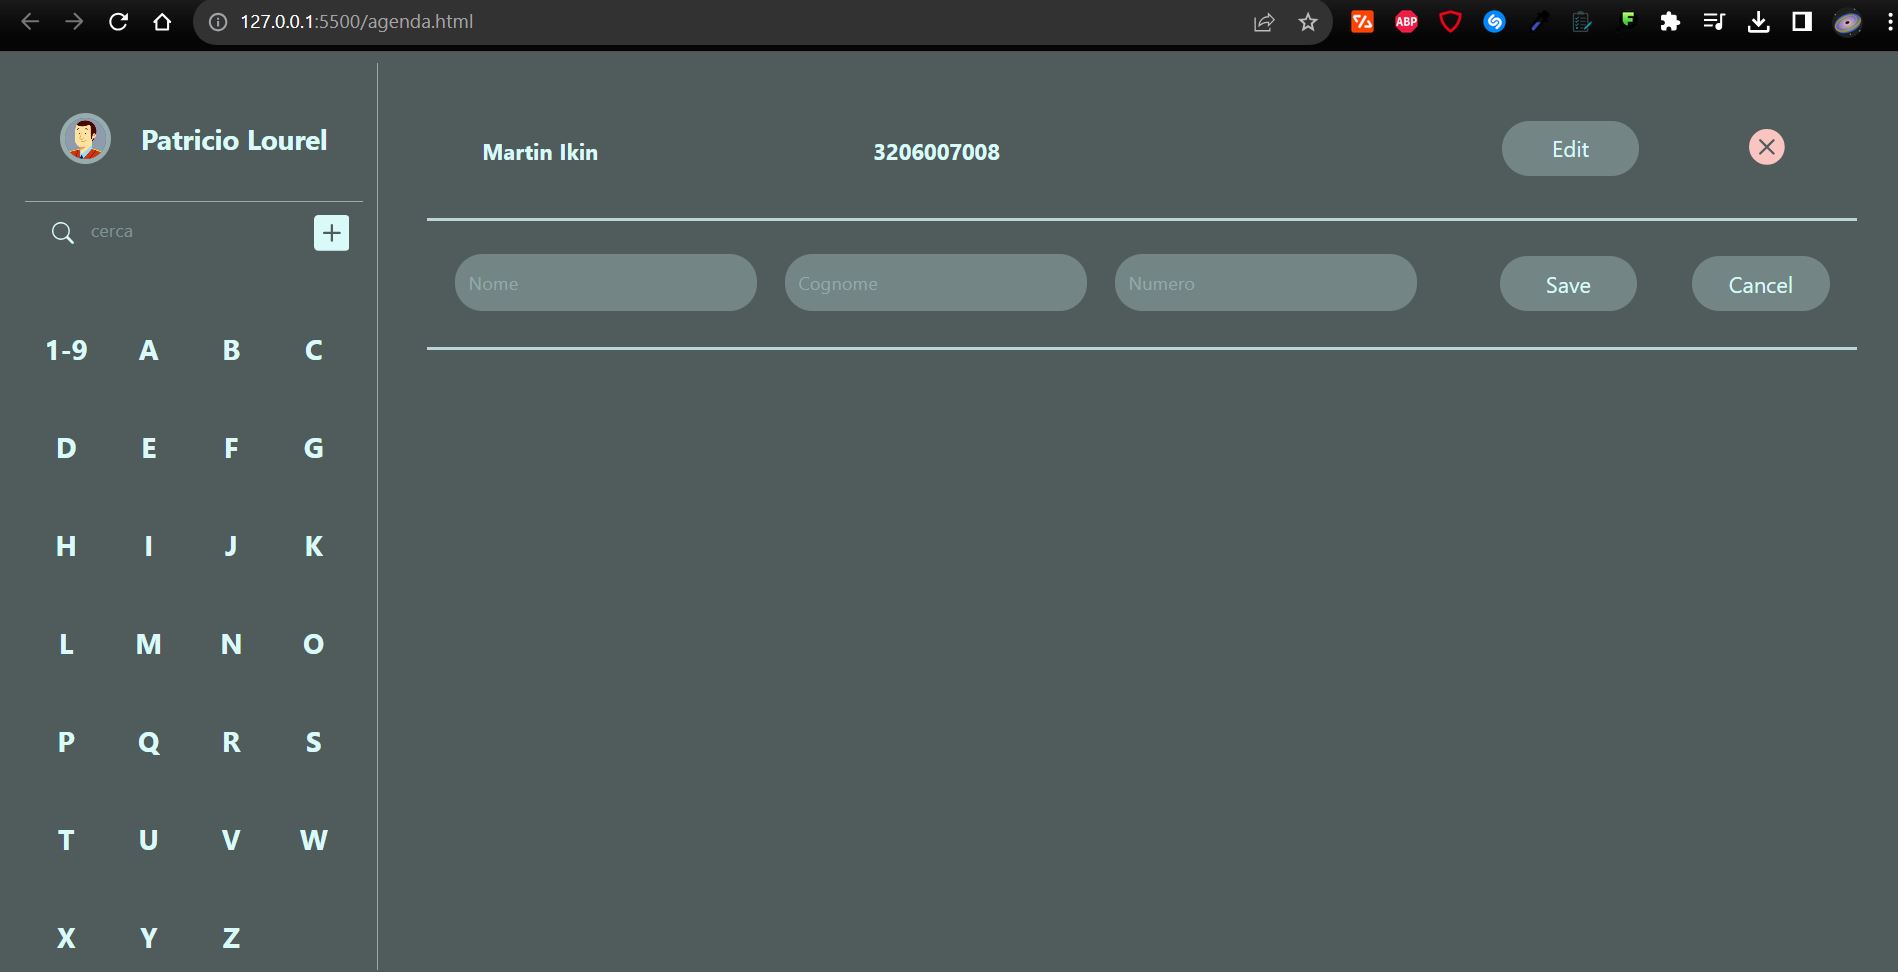 127.0.0.1:5500/agenda.html
ABP
Patricio Lourel
cerca
Martin Ikin 3206007008 Edit
Nome Cognome Numero Save Cancel
1-9 A B C
D E F G
H I J K
L M N O
P Q R S
T U V W
X Y Z